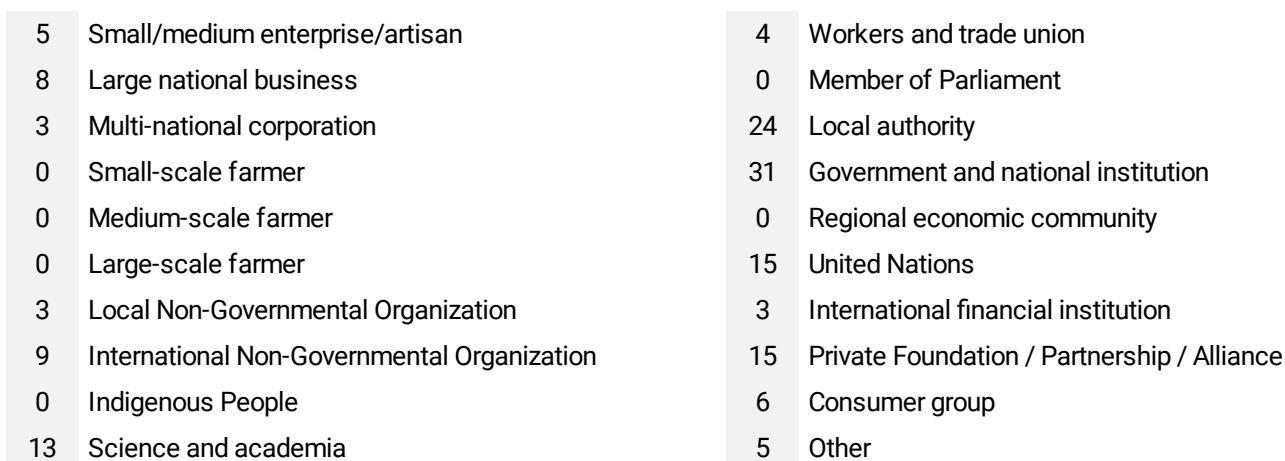 5 Small/medium enterprise/artisan
8 Large national business
3 Multi-national corporation
0 Small-scale farmer
0 Medium-scale farmer
0 Large-scale farmer
3 Local Non-Governmental Organization
9 International Non-Governmental Organization
0 Indigenous People
13 Science and academia
4 Workers and trade union
0 Member of Parliament
24 Local authority
31 Government and national institution
0 Regional economic community
15 United Nations
3 International financial institution
15 Private Foundation / Partnership / Alliance
6 Consumer group
5 Other